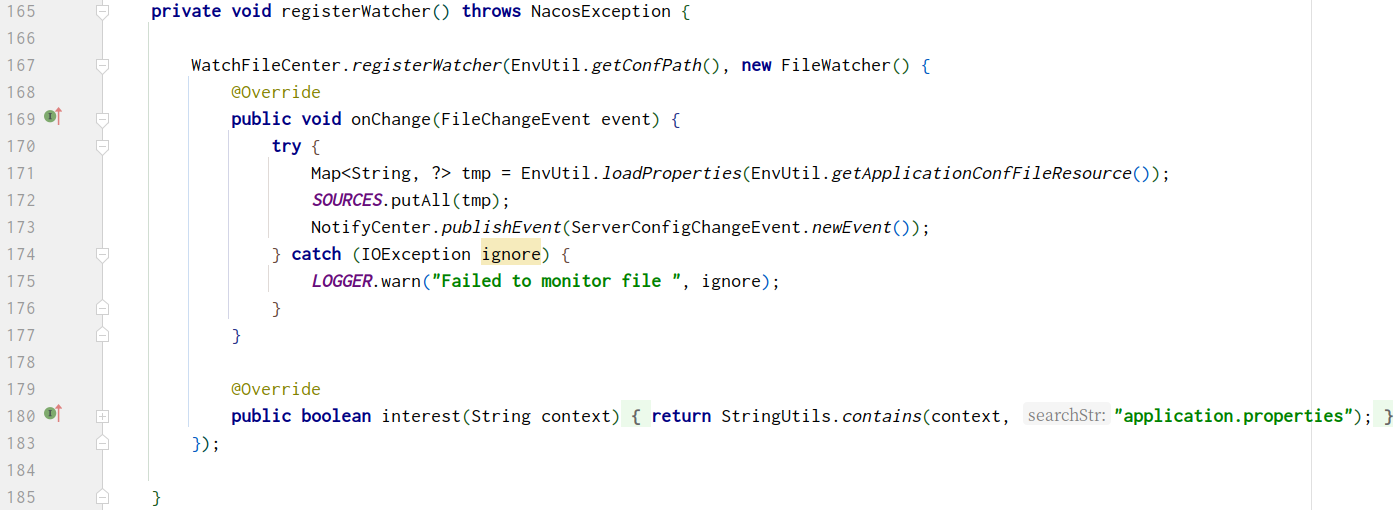 165 private void registerWatcher() throws NacosException {
166
167 WatchFileCenter.registerWatcher(EnvUtil.getConfPath(), new FileWatcher() {
168 @Override
169 public void onChange(FileChangeEvent event) {
170 try {
171 Map<String, ?> tmp = EnvUtil.loadProperties(EnvUtil.getApplicationConfFileResource());
172 SOURCES.putAll(tmp);
173 NotifyCenter.publishEvent(ServerConfigChangeEvent.newEvent());
174 } catch (IOException ignore) {
175 LOGGER.warn("Failed to monitor file ", ignore);
176 }
177 }
178
179 @Override
180 public boolean interest(String context) { return StringUtils.contains(context, searchStr: "application.properties"); }
183 });
184
185 }